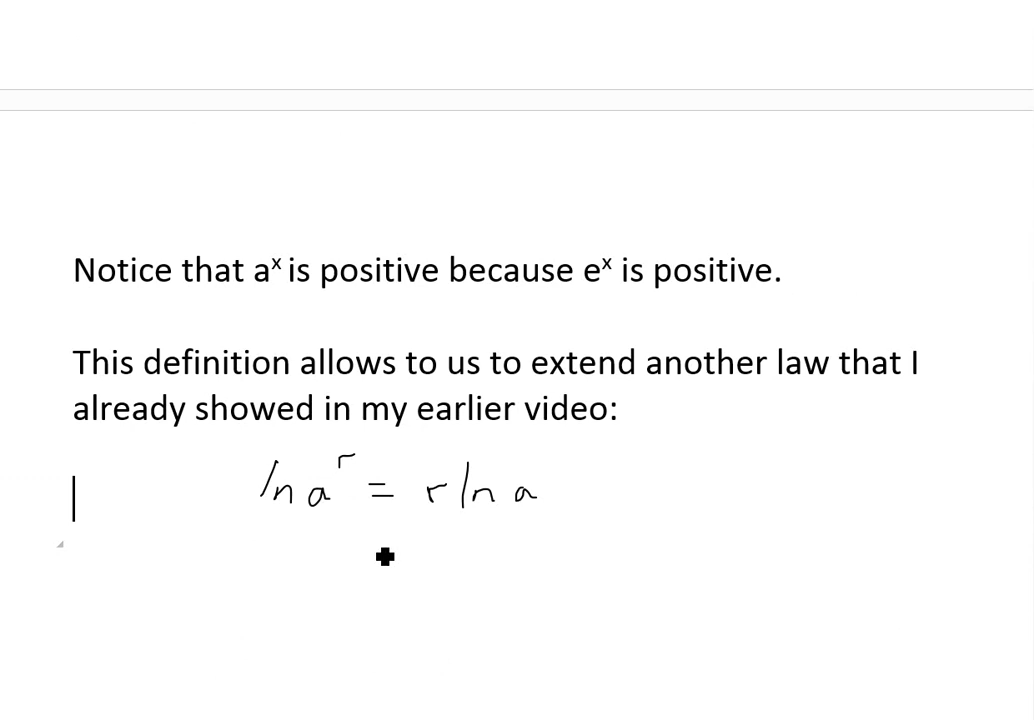 Notice that aˣ is positive because eˣ is positive.
This definition allows to us to extend another law that I
already showed in my earlier video:
ln aʳ = r ln a